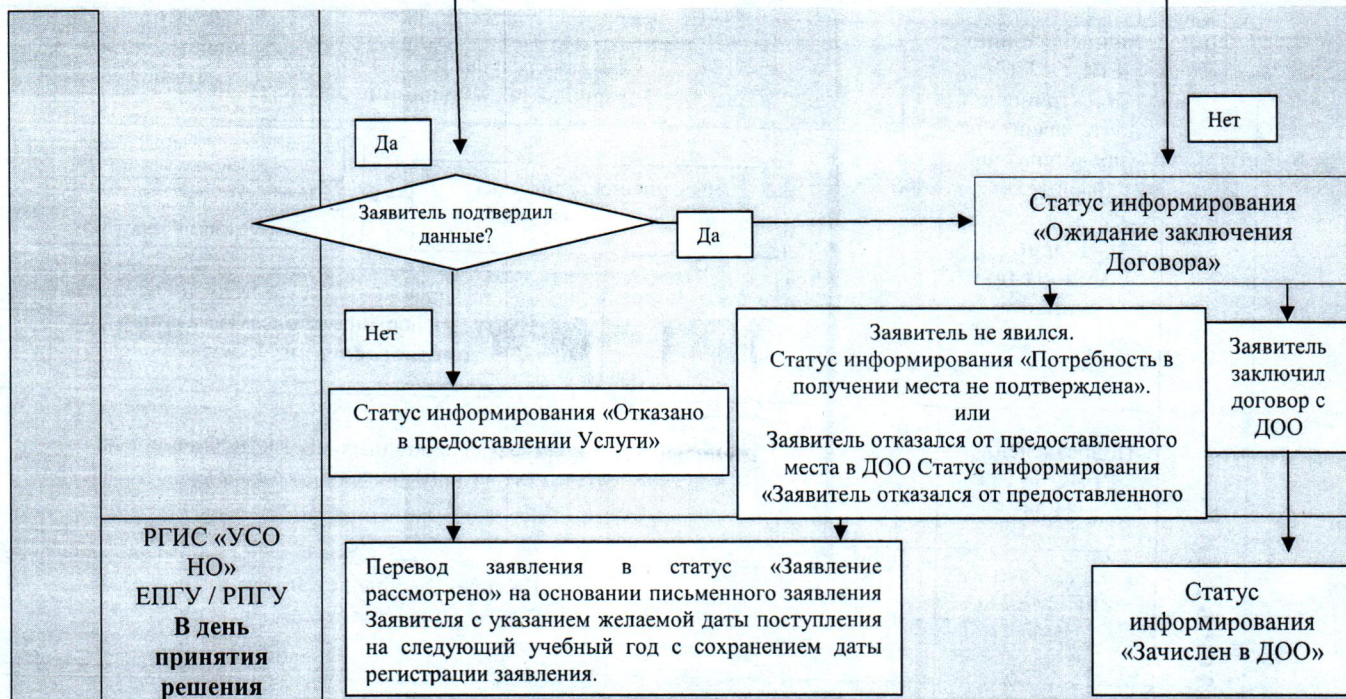 Да
Нет
Заявитель подтвердил
данные?
Да
Статус информирования
«Ожидание заключения
Договора»
Нет
Заявитель не явился.
Статус информирования «Потребность в
получении места не подтверждена».
или
Заявитель отказался от предоставленного
места в ДОО Статус информирования
«Заявитель отказался от предоставленного
Заявитель
заключил
договор с
ДОО
Статус информирования «Отказано
в предоставлении Услуги»
РГИС «УСО
НО»
ЕПГУ / РПГУ
В день
принятия
решения
Перевод заявления в статус «Заявление
рассмотрено» на основании письменного заявления
Заявителя с указанием желаемой даты поступления
на следующий учебный год с сохранением даты
регистрации заявления.
Статус
информирования
«Зачислен в ДОО»